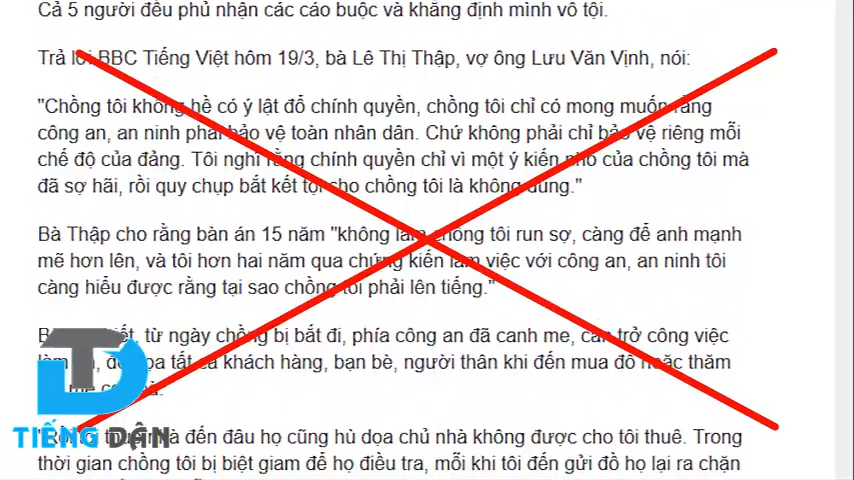 Cả 5 người đều phủ nhận các cáo buộc và khẳng định mình vô tội.
Trả lời BBC Tiếng Việt hôm 19/3, bà Lê Thị Thập, vợ ông Lưu Văn Vịnh, nói:
"Chồng tôi không hề có ý lật đổ chính quyền, chồng tôi chỉ có mong muốn rằng
công an, an ninh phải bảo vệ toàn nhân dân. Chứ không phải chỉ bảo vệ riêng mỗi
chế độ của đảng. Tôi nghĩ rằng chính quyền chỉ vì một ý kiến nhỏ của chồng tôi mà
đã sợ hãi, rồi quy chụp bắt kết tội cho chồng tôi là không đúng."
Bà Thập cho rằng bàn án 15 năm "không làm chồng tôi run sợ, càng để anh mạnh
mẽ hơn lên, và tôi hơn hai năm qua chứng kiến làm việc với công an, an ninh tôi
càng hiểu được rằng tại sao chồng tôi phải lên tiếng."
từ ngày chồng bị bắt đi, phía công an đã canh me, cản trở công việc
tất cả khách hàng, bạn bè, người thân khi đến mua đồ hoặc thăm
TIẾNG DÂN
đến đâu họ cũng hù dọa chủ nhà không được cho tôi thuê. Trong
thời gian chồng tôi bị biệt giam để họ điều tra, mỗi khi tôi đến gửi đồ họ lại ra chặn